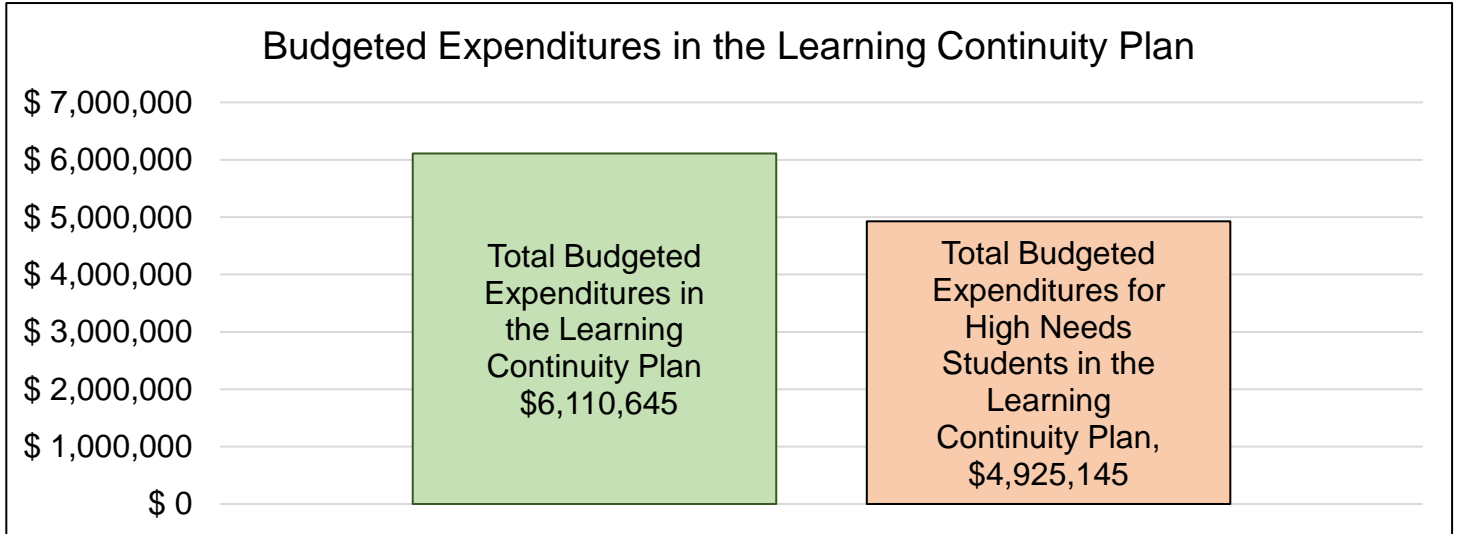 Budgeted Expenditures in the Learning Continuity Plan
$ 7,000,000
$ 6,000,000
$ 5,000,000
$ 4,000,000
$ 3,000,000
$ 2,000,000
$ 1,000,000
$ 0
Total Budgeted
Expenditures in
the Learning
Continuity Plan
$6,110,645
Total Budgeted
Expenditures for
High Needs
Students in the
Learning
Continuity Plan,
$4,925,145